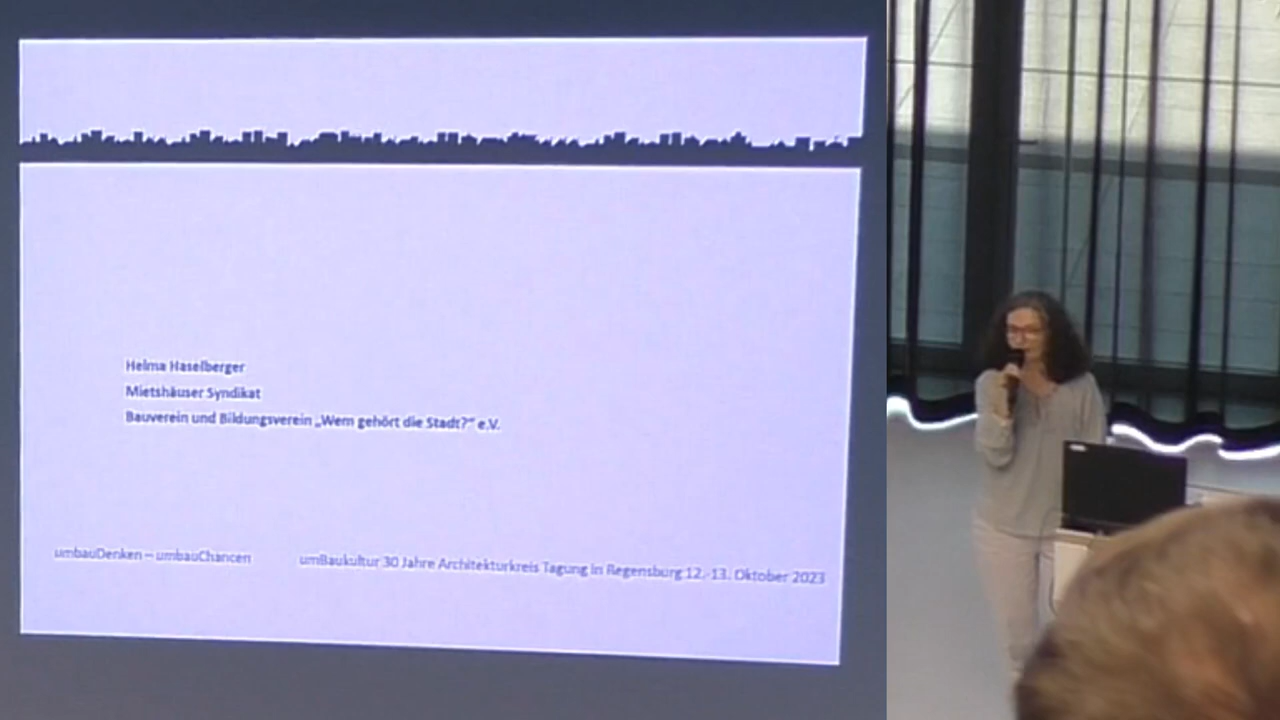 Helma Haselberger
Mietshäuser Syndikat
Bauverein und Bildungsverein „Wem gehört die Stadt?“ e.V.
umbauDenken – umbauChancen umBaukultur 30 Jahre Architekturkreis Tagung in Regensburg 12.-13. Oktober 2023